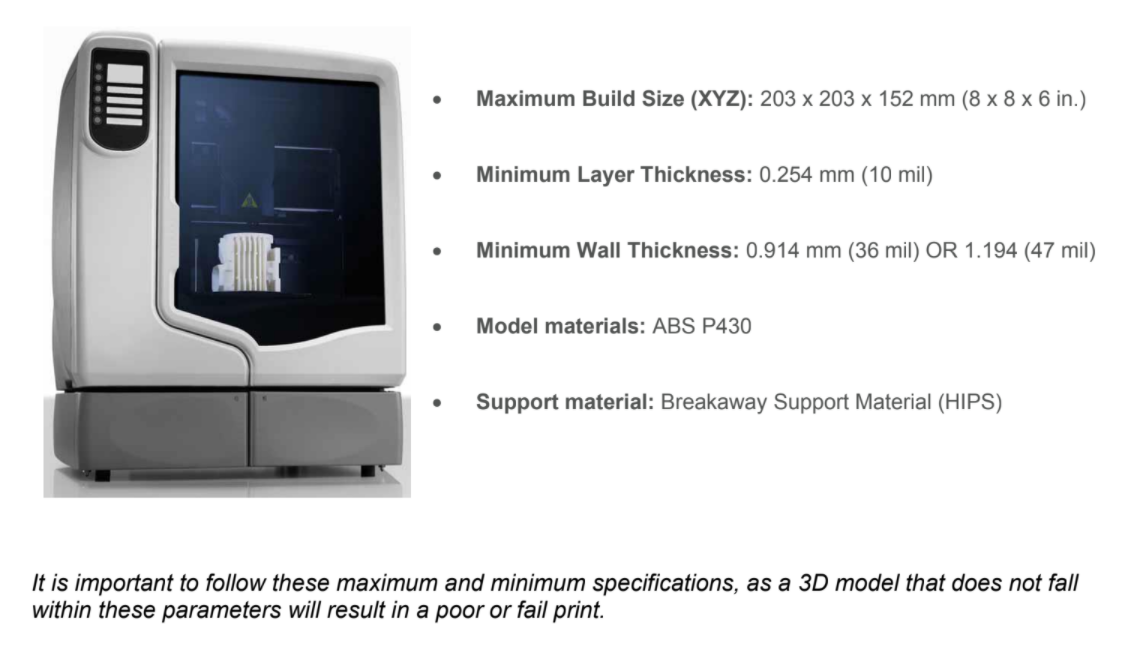 • Maximum Build Size (XYZ): 203 x 203 x 152 mm (8 x 8 x 6 in.)
• Minimum Layer Thickness: 0.254 mm (10 mil)
• Minimum Wall Thickness: 0.914 mm (36 mil) OR 1.194 (47 mil)
• Model materials: ABS P430
• Support material: Breakaway Support Material (HIPS)
It is important to follow these maximum and minimum specifications, as a 3D model that does not fall
within these parameters will result in a poor or fail print.